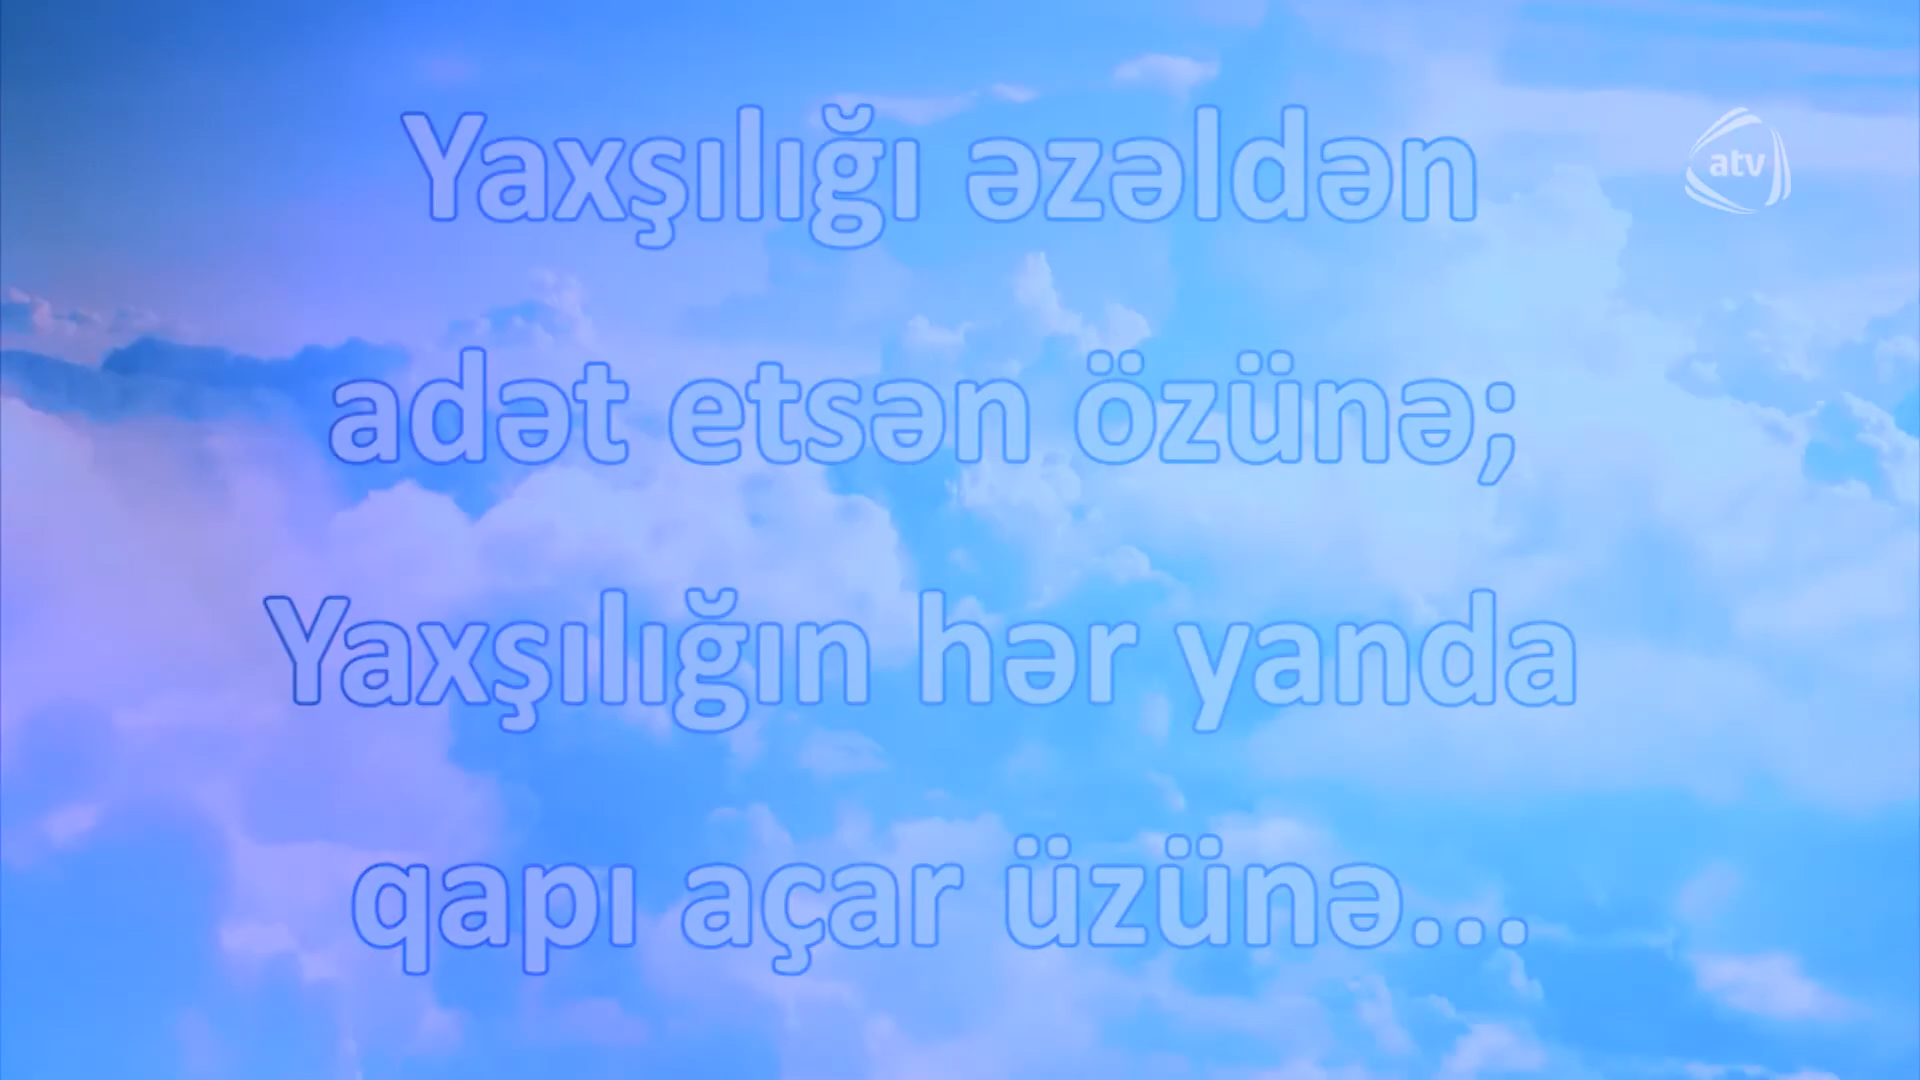 Yaxşılığı əzəldən
atv
adət etsən özünə;
Yaxşılığın hər yanda
qapı açar üzünə...